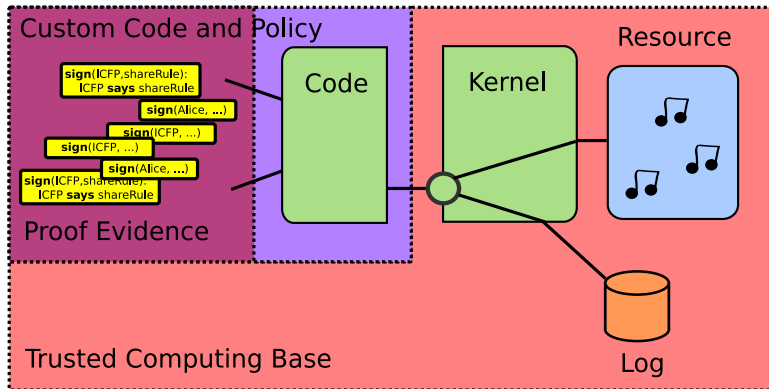 Custom Code and Policy
sign(ICFP,shareRule):
ICFP says shareRule
sign(Alice, ...)
sign(ICFP, ...)
sign(ICFP, ...)
sign(Alice, ...)
sign(ICFP,shareRule):
ICFP says shareRule
Proof Evidence
Code
Kernel
Resource
Log
Trusted Computing Base